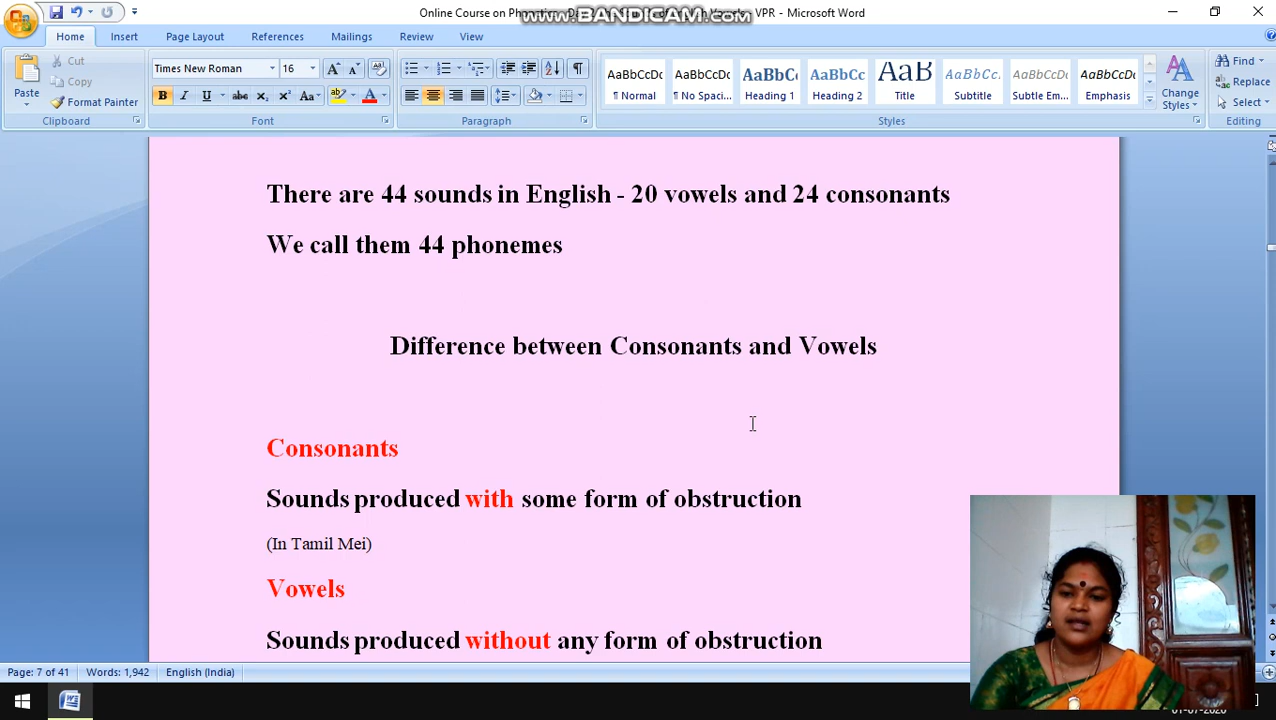 Online Course on Pho
www.BANDICAM.com
VPR - Microsoft Word
Home Insert Page Layout References Mailings Review View
Paste
Cut
Copy
Format Painter
Clipboard
Times New Roman 16
Font
Paragraph
AaBbCcDc AaBbCcDc AaBbCc AaBbCc AaB AaBbCc. AaBbCcDc AaBbCcDc
¶ Normal ¶ No Spaci... Heading 1 Heading 2 Title Subtitle Subtle Em... Emphasis
Change Styles
Styles
Find
Replace
Select
Editing
There are 44 sounds in English - 20 vowels and 24 consonants
We call them 44 phonemes
Difference between Consonants and Vowels
Consonants
Sounds produced with some form of obstruction
(In Tamil Mei)
Vowels
Sounds produced without any form of obstruction
Page: 7 of 41 Words: 1,942 English (India)